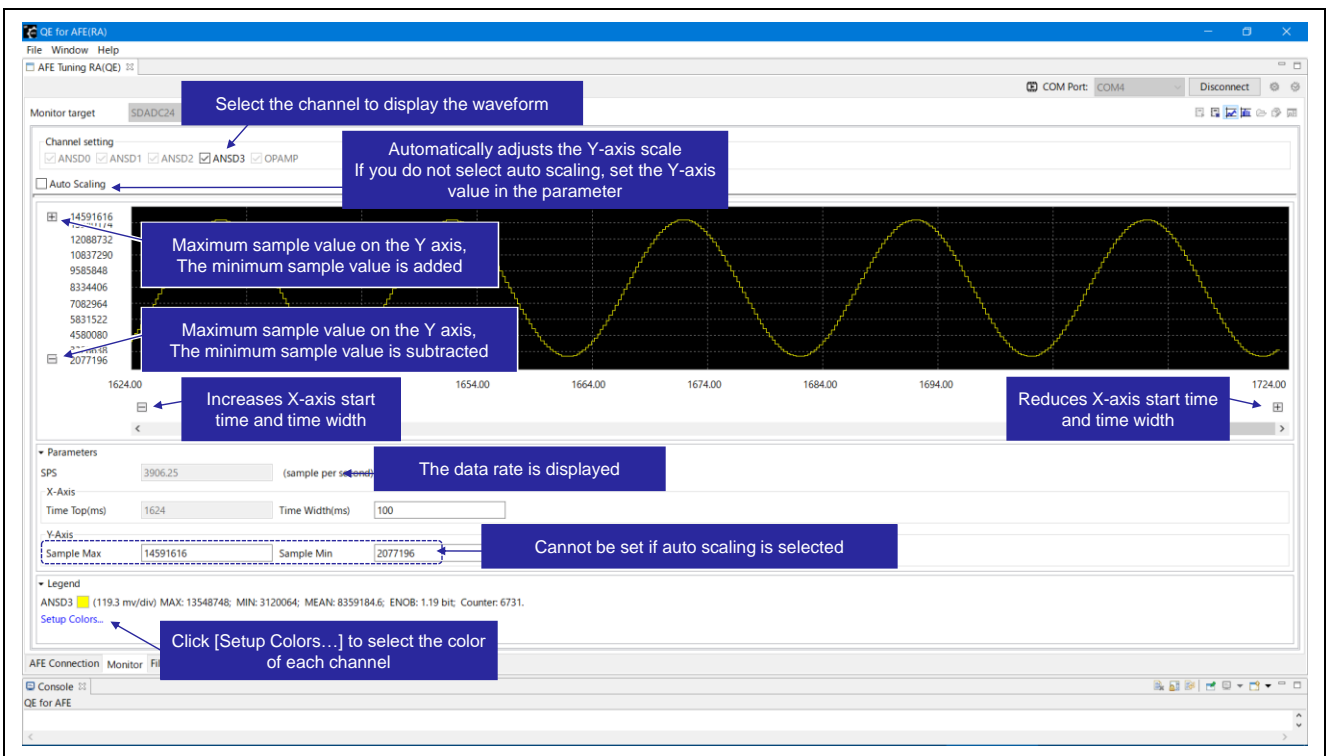 QE for AFE(RA)
File Window Help
AFE Tuning RA(QE)
COM Port: COM4 Disconnect
Monitor target SDADC24
Select the channel to display the waveform
Channel setting
ANSD0 ANSD1 ANSD2 ANSD3 OPAMP
Automatically adjusts the Y-axis scale
If you do not select auto scaling, set the Y-axis
value in the parameter
Auto Scaling
14591616
12088732
10837290
9585848
8334406
7082964
5831522
4580080
2077196
Maximum sample value on the Y axis,
The minimum sample value is added
Maximum sample value on the Y axis,
The minimum sample value is subtracted
1624.00 1654.00 1664.00 1674.00 1684.00 1694.00 1724.00
Increases X-axis start
time and time width
Reduces X-axis start time
and time width
Parameters
SPS 3906.25 (sample per second)
The data rate is displayed
X-Axis
Time Top(ms) 1624 Time Width(ms) 100
Y-Axis
Sample Max 14591616 Sample Min 2077196
Cannot be set if auto scaling is selected
Legend
ANSD3 (119.3 mv/div) MAX: 13548748; MIN: 3120064; MEAN: 8359184.6; ENOB: 1.19 bit; Counter: 6731.
Setup Colors...
Click [Setup Colors…] to select the color
of each channel
AFE Connection Monitor
Console
QE for AFE